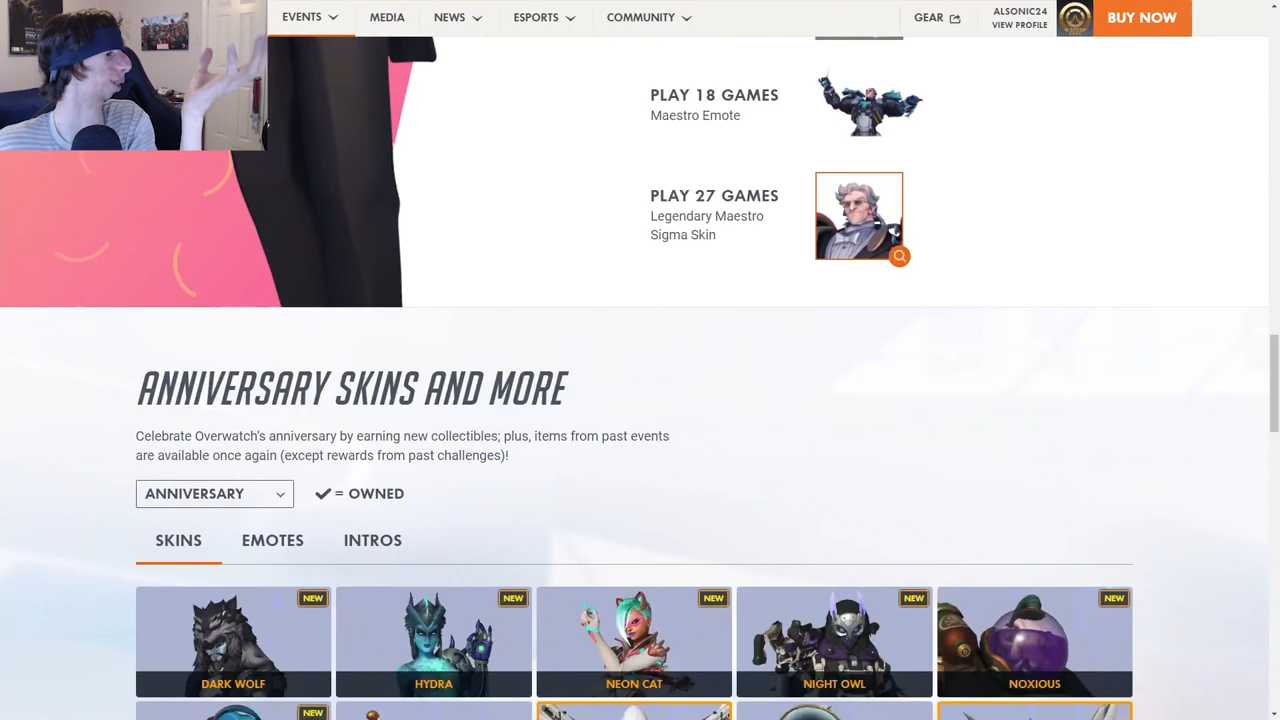 EVENTS
MEDIA
NEWS
ESPORTS
COMMUNITY
GEAR
ALSONIC24
VIEW PROFILE
BUY NOW
PLAY 18 GAMES
Maestro Emote
PLAY 27 GAMES
Legendary Maestro
Sigma Skin
ANNIVERSARY SKINS AND MORE
Celebrate Overwatch’s anniversary by earning new collectibles; plus, items from past events
are available once again (except rewards from past challenges)!
ANNIVERSARY
= OWNED
SKINS
EMOTES
INTROS
NEW
NEW
NEW
NEW
NEW
DARK WOLF
HYDRA
NEON CAT
NIGHT OWL
NOXIOUS
NEW